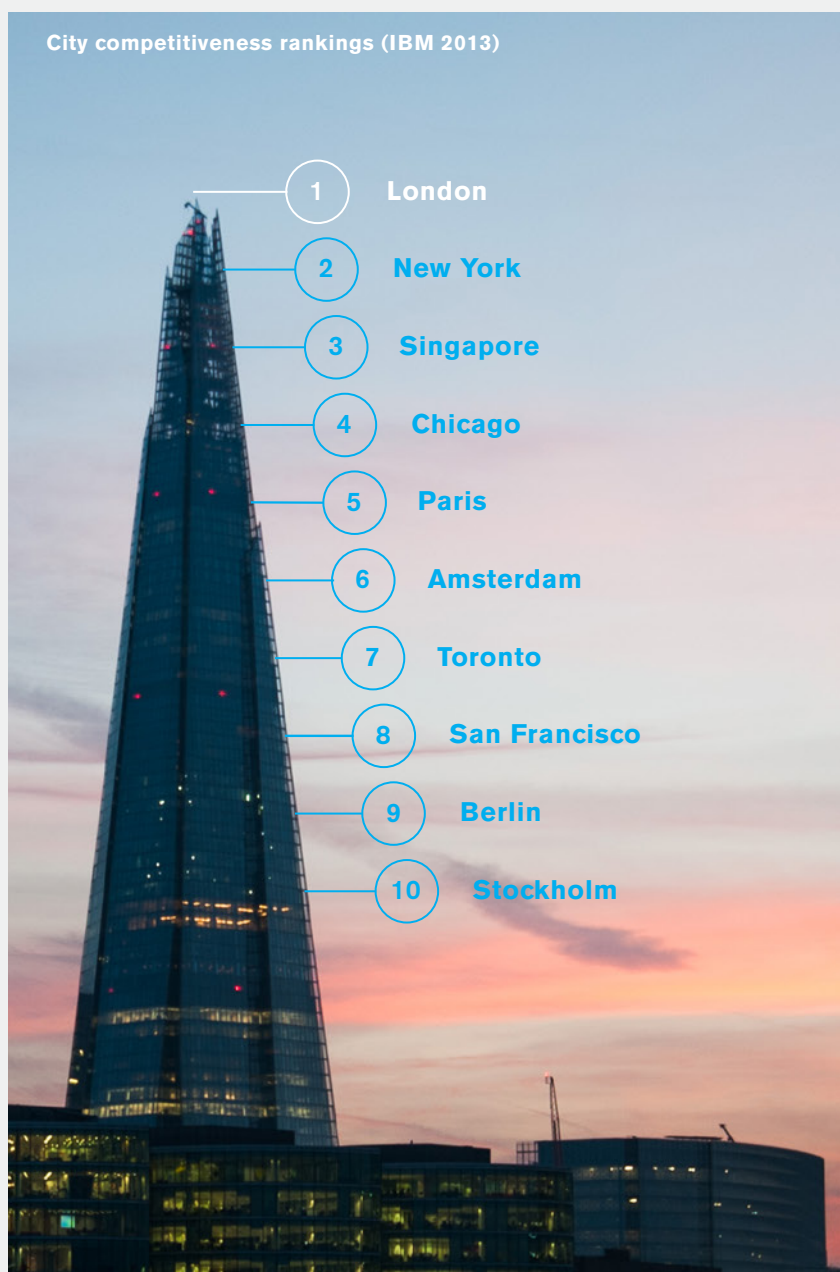 City competitiveness rankings (IBM 2013)
1 London
2 New York
3 Singapore
4 Chicago
5 Paris
6 Amsterdam
7 Toronto
8 San Francisco
9 Berlin
10 Stockholm